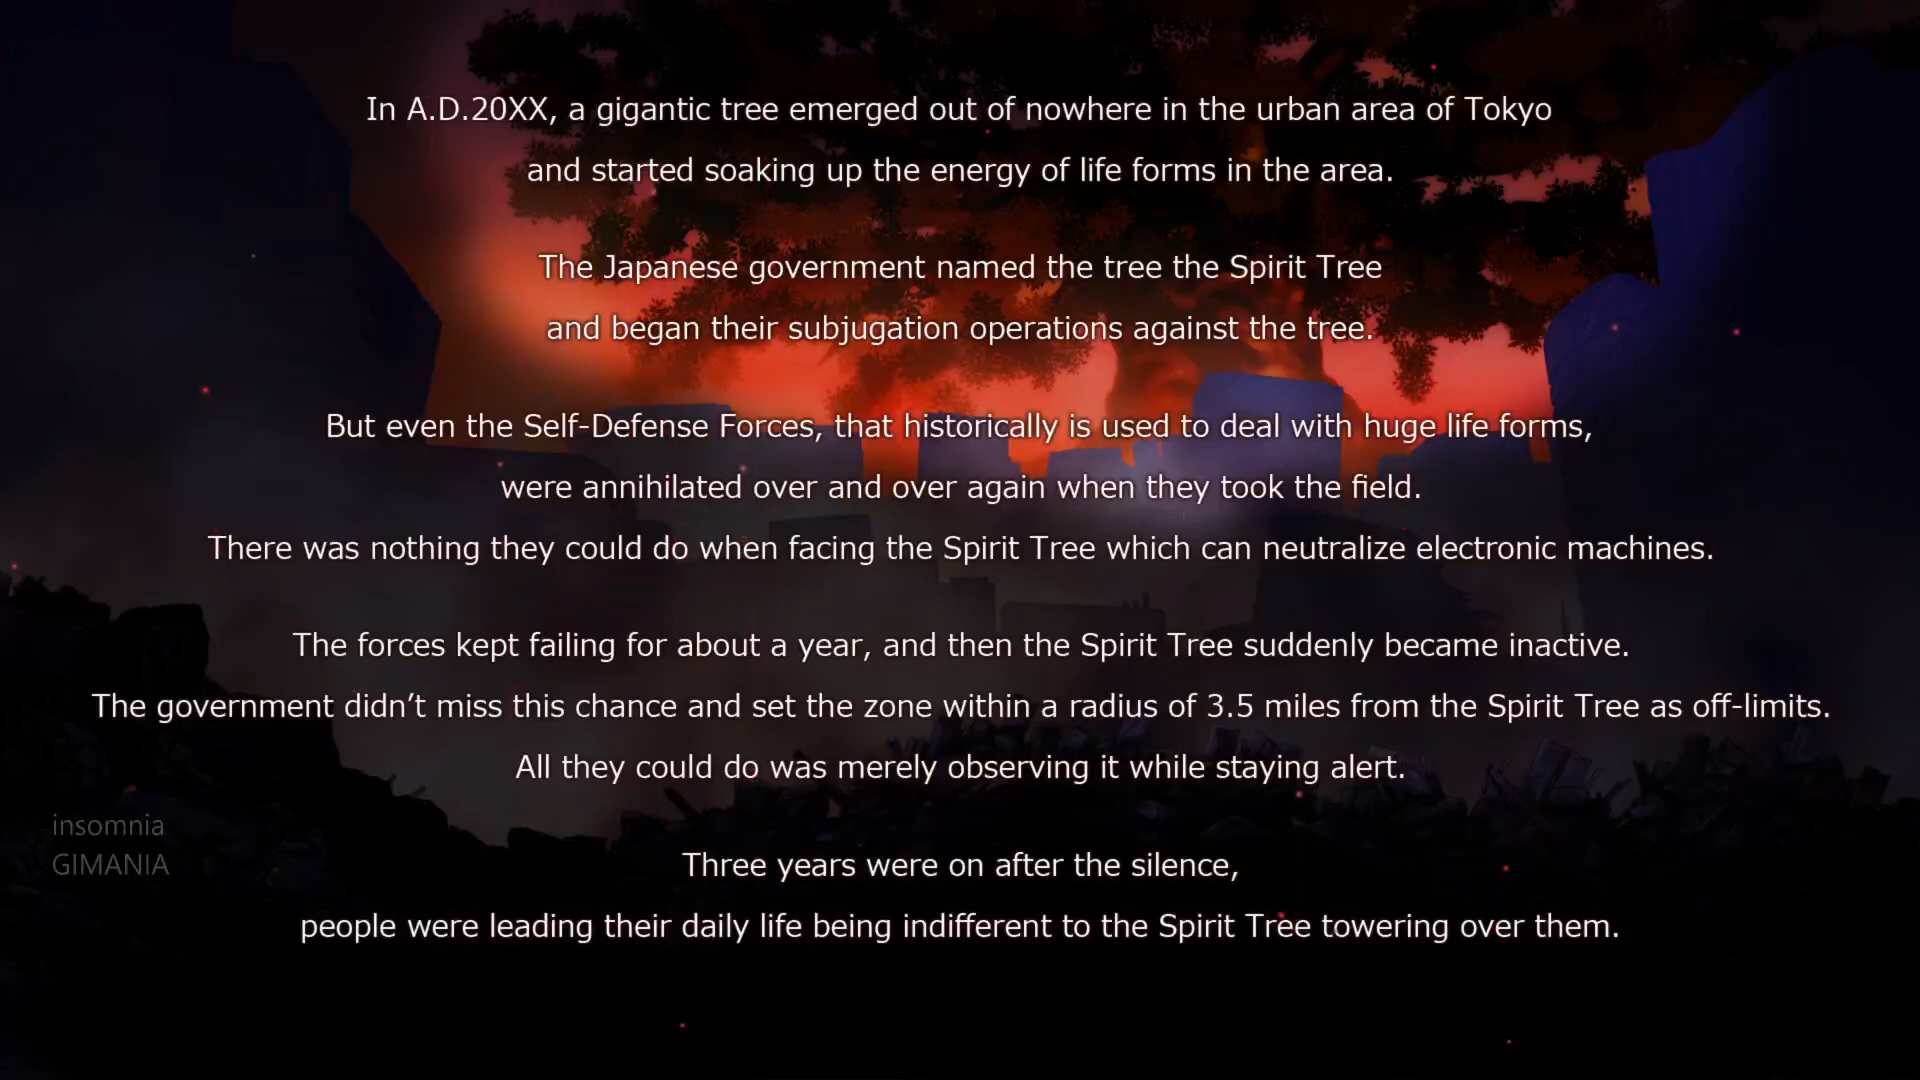 In A.D.20XX, a gigantic tree emerged out of nowhere in the urban area of Tokyo
and started soaking up the energy of life forms in the area.
The Japanese government named the tree the Spirit Tree
and began their subjugation operations against the tree.
But even the Self-Defense Forces, that historically is used to deal with huge life forms,
were annihilated over and over again when they took the field.
There was nothing they could do when facing the Spirit Tree which can neutralize electronic machines.
The forces kept failing for about a year, and then the Spirit Tree suddenly became inactive.
The government didn’t miss this chance and set the zone within a radius of 3.5 miles from the Spirit Tree as off-limits.
All they could do was merely observing it while staying alert.
insomnia
GIMANIA
Three years were on after the silence,
people were leading their daily life being indifferent to the Spirit Tree towering over them.